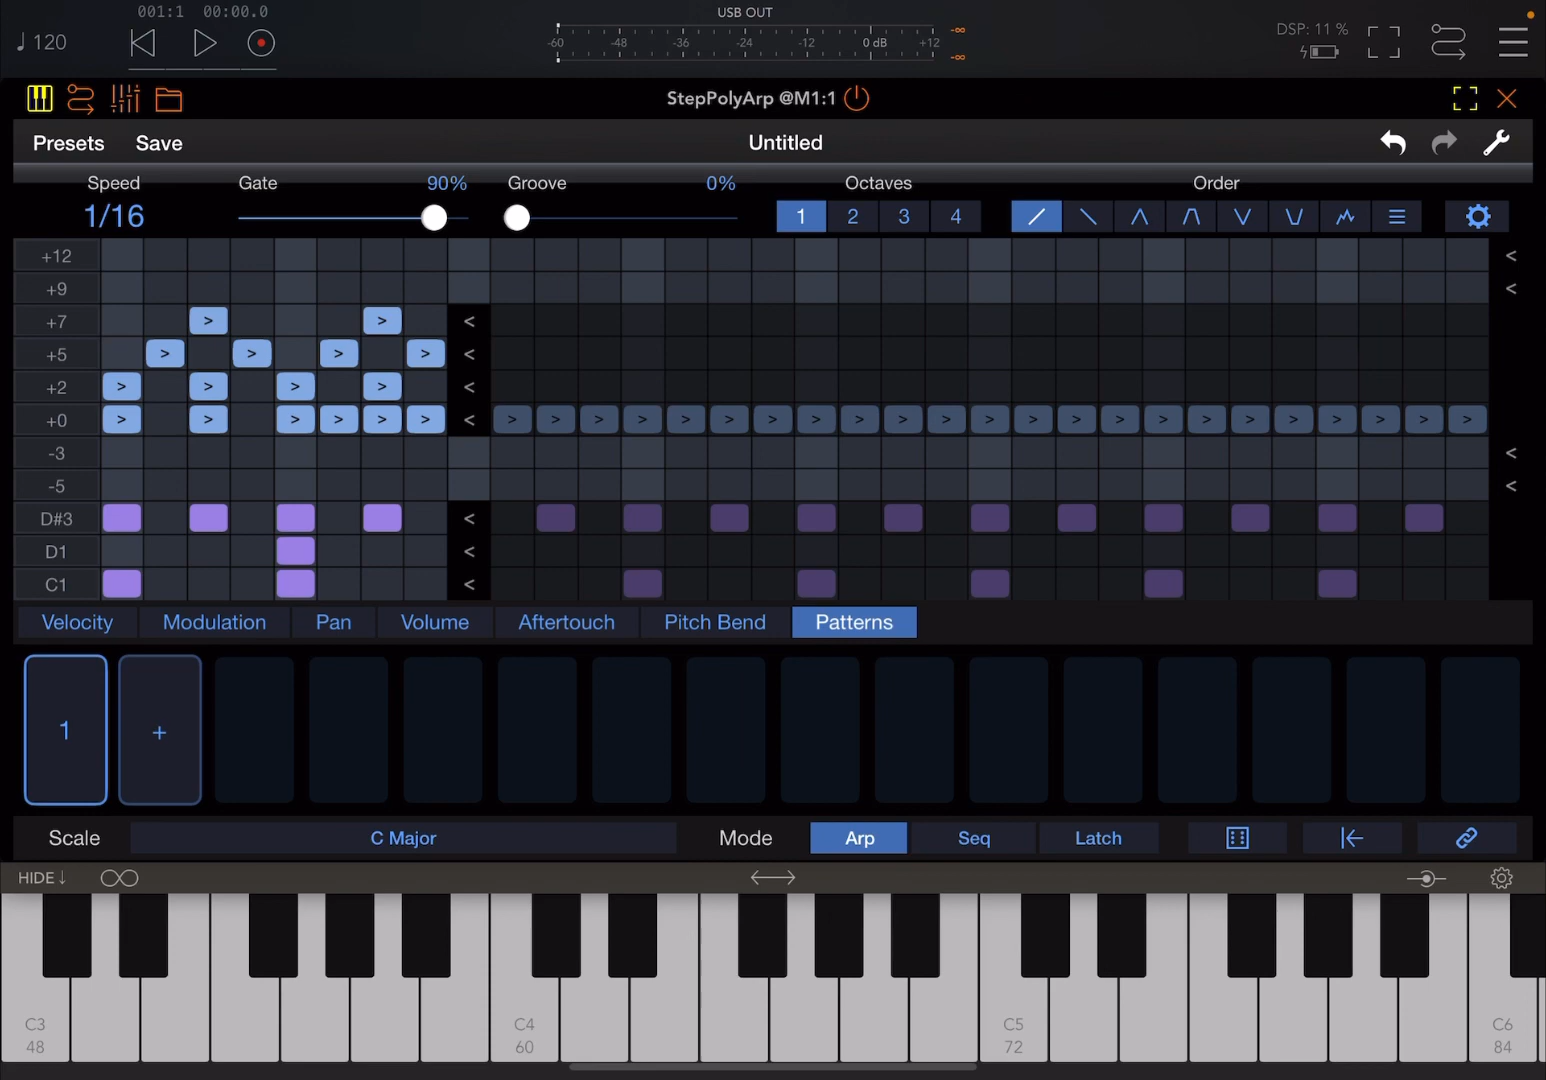 001:1 00:00.0
USB OUT
120
-60 -48 -36 -24 -12 0 dB +12
-∞
-∞
DSP: 11 %
StepPolyArp @M1:1
Presets Save Untitled
Speed Gate 90% Groove 0% Octaves Order
1/16 1 2 3 4
+12 <
+9 <
+7 > > <
+5 > > > > <
+2 > > > > <
+0 > > > > > > < > > > > > > > > > > > > > > > > > > > > > > >
-3 <
-5 <
D#3 <
D1 <
C1 <
Velocity Modulation Pan Volume Aftertouch Pitch Bend Patterns
1 +
Scale C Major Mode Arp Seq Latch
HIDE↓
C3 C4 C5 C6
48 60 72 84